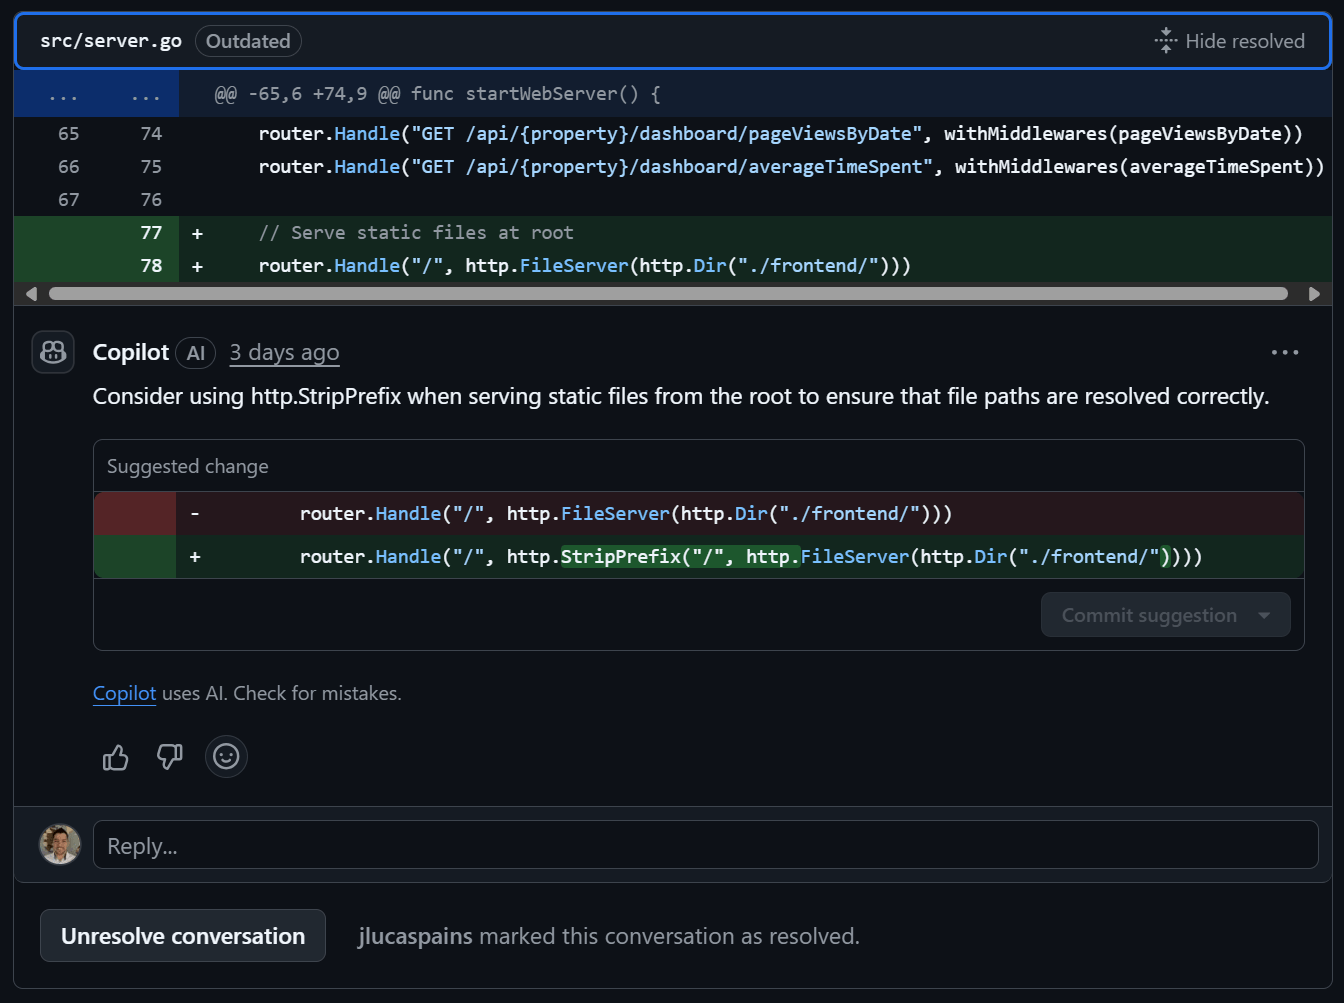 src/server.go Outdated Hide resolved
... ... @@ -65,6 +74,9 @@ func startWebServer() {
65 74 router.Handle("GET /api/{property}/dashboard/pageViewsByDate", withMiddlewares(pageViewsByDate))
66 75 router.Handle("GET /api/{property}/dashboard/averageTimeSpent", withMiddlewares(averageTimeSpent))
67 76
77 + // Serve static files at root
78 + router.Handle("/", http.FileServer(http.Dir("./frontend/")))
Copilot AI 3 days ago
Consider using http.StripPrefix when serving static files from the root to ensure that file paths are resolved correctly.
Suggested change
- router.Handle("/", http.FileServer(http.Dir("./frontend/")))
+ router.Handle("/", http.StripPrefix("/", http.FileServer(http.Dir("./frontend/"))))
Commit suggestion
Copilot uses AI. Check for mistakes.
Reply...
Unresolve conversation jlucaspains marked this conversation as resolved.